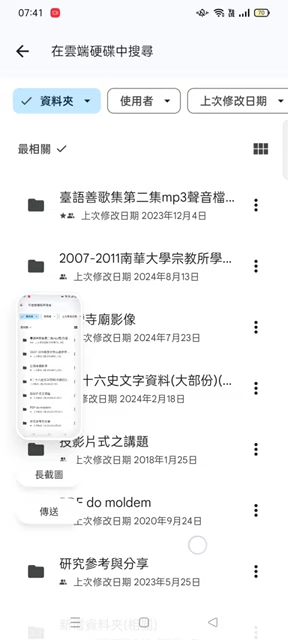 07:41
70
在雲端硬碟中搜尋
資料夾
使用者
上次修改日期
最相關
臺語善歌集第二集mp3聲音檔...
上次修改日期 2023年12月4日
2007-2011南華大學宗教所學...
上次修改日期 2024年8月13日
寺廟影像
上次修改日期 2024年7月23日
十六史文字資料(大部份)(...
上次修改日期 2024年2月18日
投影片式之講題
上次修改日期 2018年1月25日
長截圖
PDF do moldem
上次修改日期 2020年9月24日
傳送
研究參考與分享
上次修改日期 2023年5月25日